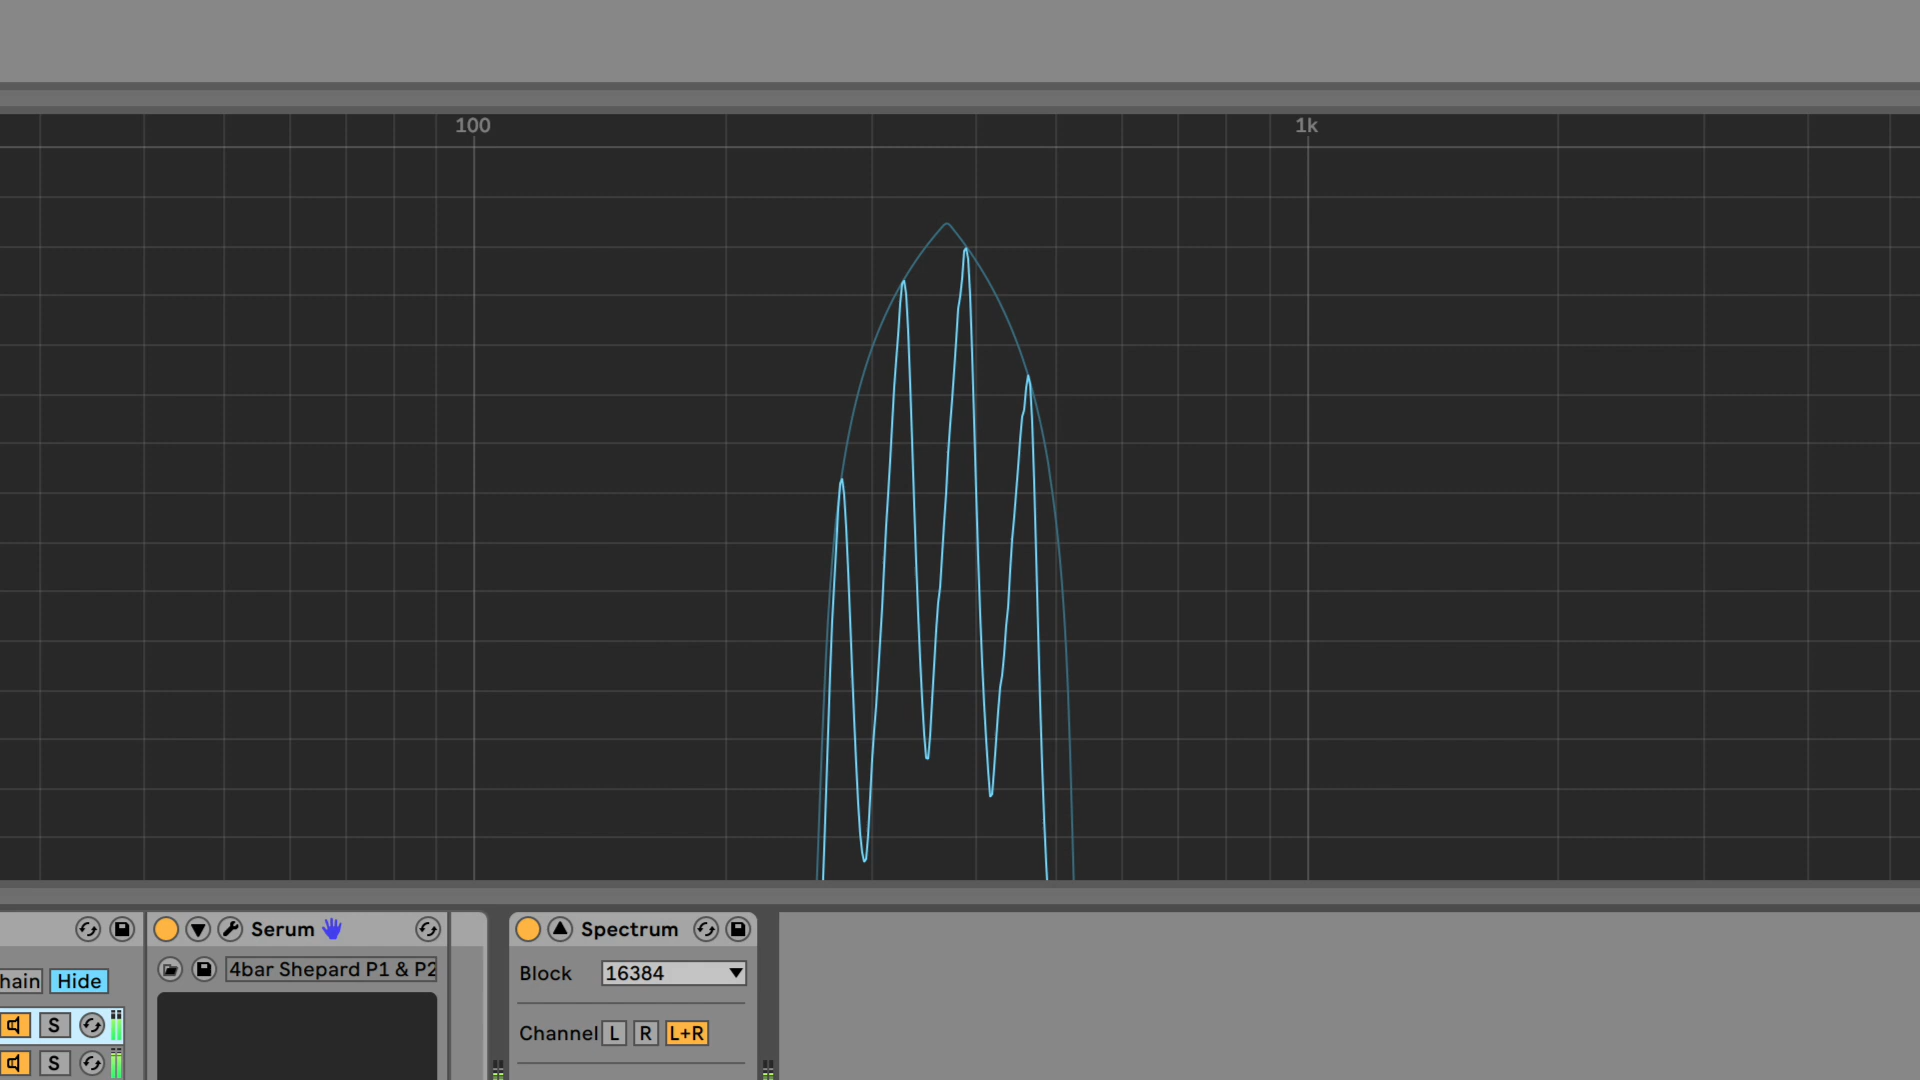 100 1k
Serum Spectrum
4bar Shepard P1 & P2
Block 16384
hain Hide
S Channel L R L+R
S